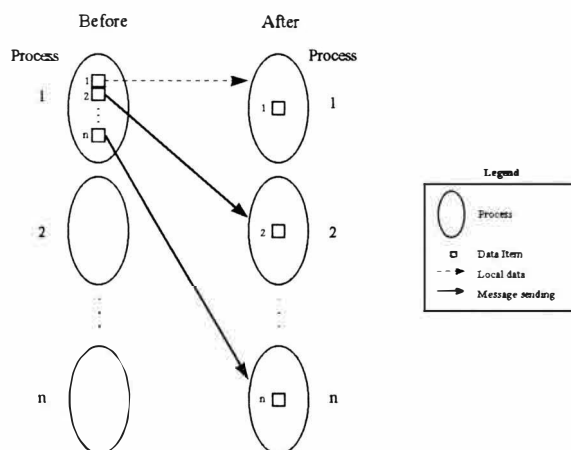 Before After
Process Process
1 1 1 1
2
n
2 2 2
n n n
Legend
Process
Data Item
Local data
Message sending